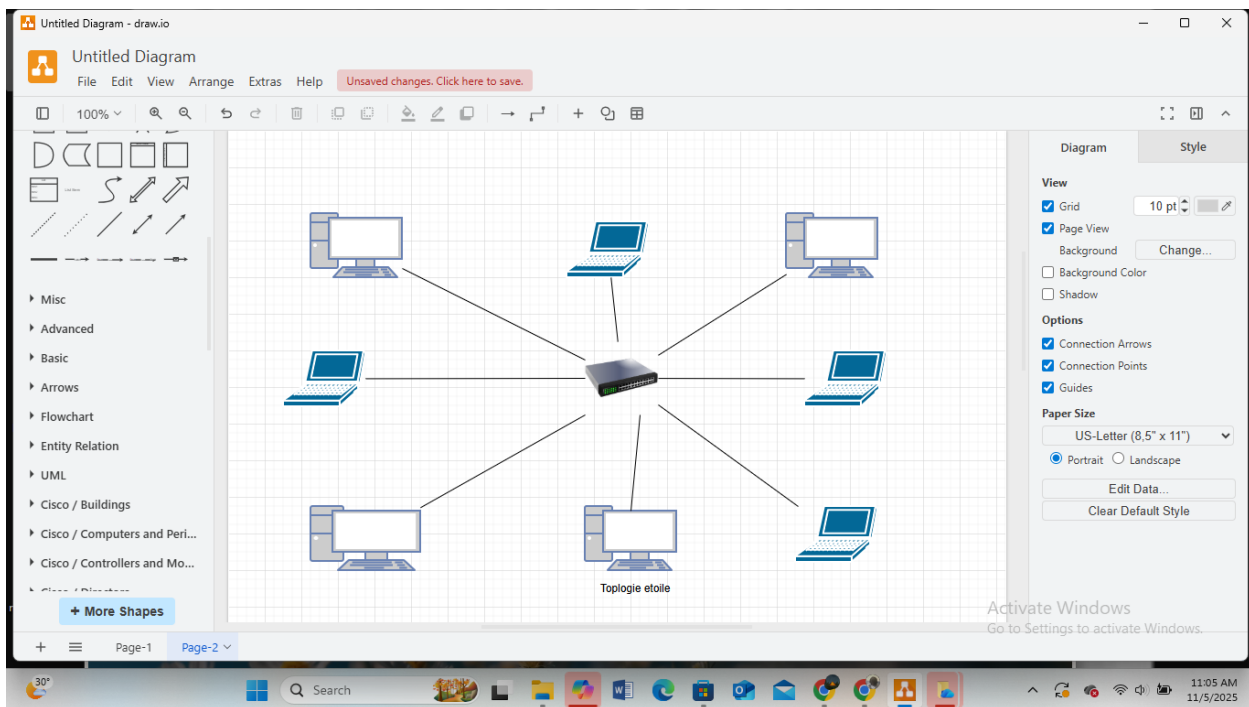 Untitled Diagram - draw.io
Untitled Diagram
File Edit View Arrange Extras Help Unsaved changes. Click here to save.
100%
Diagram Style
View
Grid 10 pt
Page View
Background Change...
Background Color
Shadow
Options
Connection Arrows
Connection Points
Guides
Paper Size
US-Letter (8,5" x 11")
Portrait Landscape
Edit Data...
Clear Default Style
Misc
Advanced
Basic
Arrows
Flowchart
Entity Relation
UML
Cisco / Buildings
Cisco / Computers and Peri...
Cisco / Controllers and Mo...
+ More Shapes
Toplogie etoile
Activate Windows
Go to Settings to activate Windows.
Page-1 Page-2
30°
Search
11:05 AM
11/5/2025